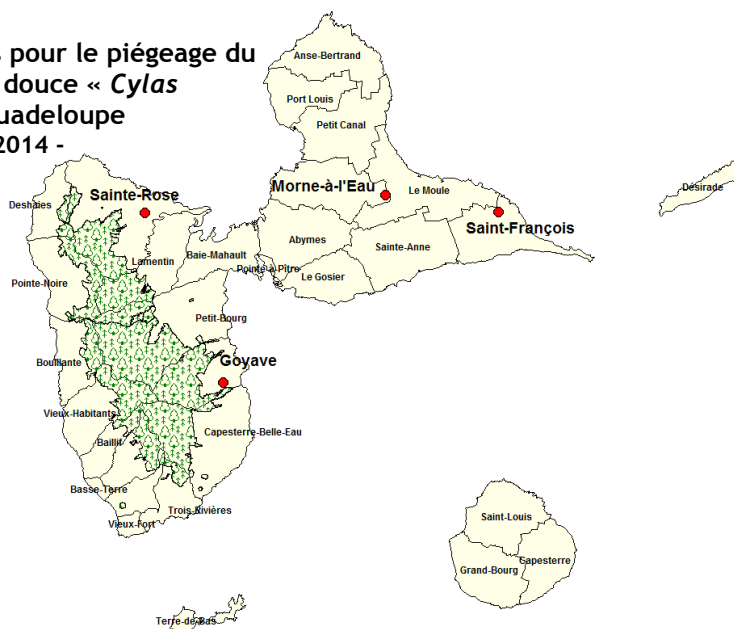 pour le piégeage du
douce « Cylas
uadeloupe
2014 -
Anse-Bertrand
Port Louis
Petit Canal
Morne-à-l'Eau
Le Moule
Désirade
Sainte-Rose
Deshaies
Saint-François
Abymes
Sainte-Anne
Lamentin
Baie-Mahault
Pointe-à-Pitre
Le Gosier
Pointe-Noire
Petit-Bourg
Bouillante
Goyave
Vieux-Habitants
Capesterre-Belle-Eau
Baillif
Basse-Terre
Trois-Rivières
Vieux-Fort
Saint-Louis
Capesterre
Grand-Bourg
Terre-de-Bas